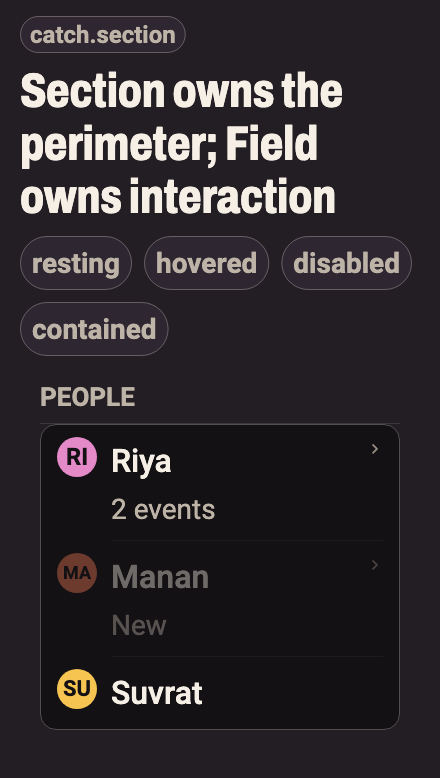 catch.section
Section owns the
perimeter; Field
owns interaction
resting hovered disabled
contained
PEOPLE
RI Riya
2 events
MA Manan
New
SU Suvrat